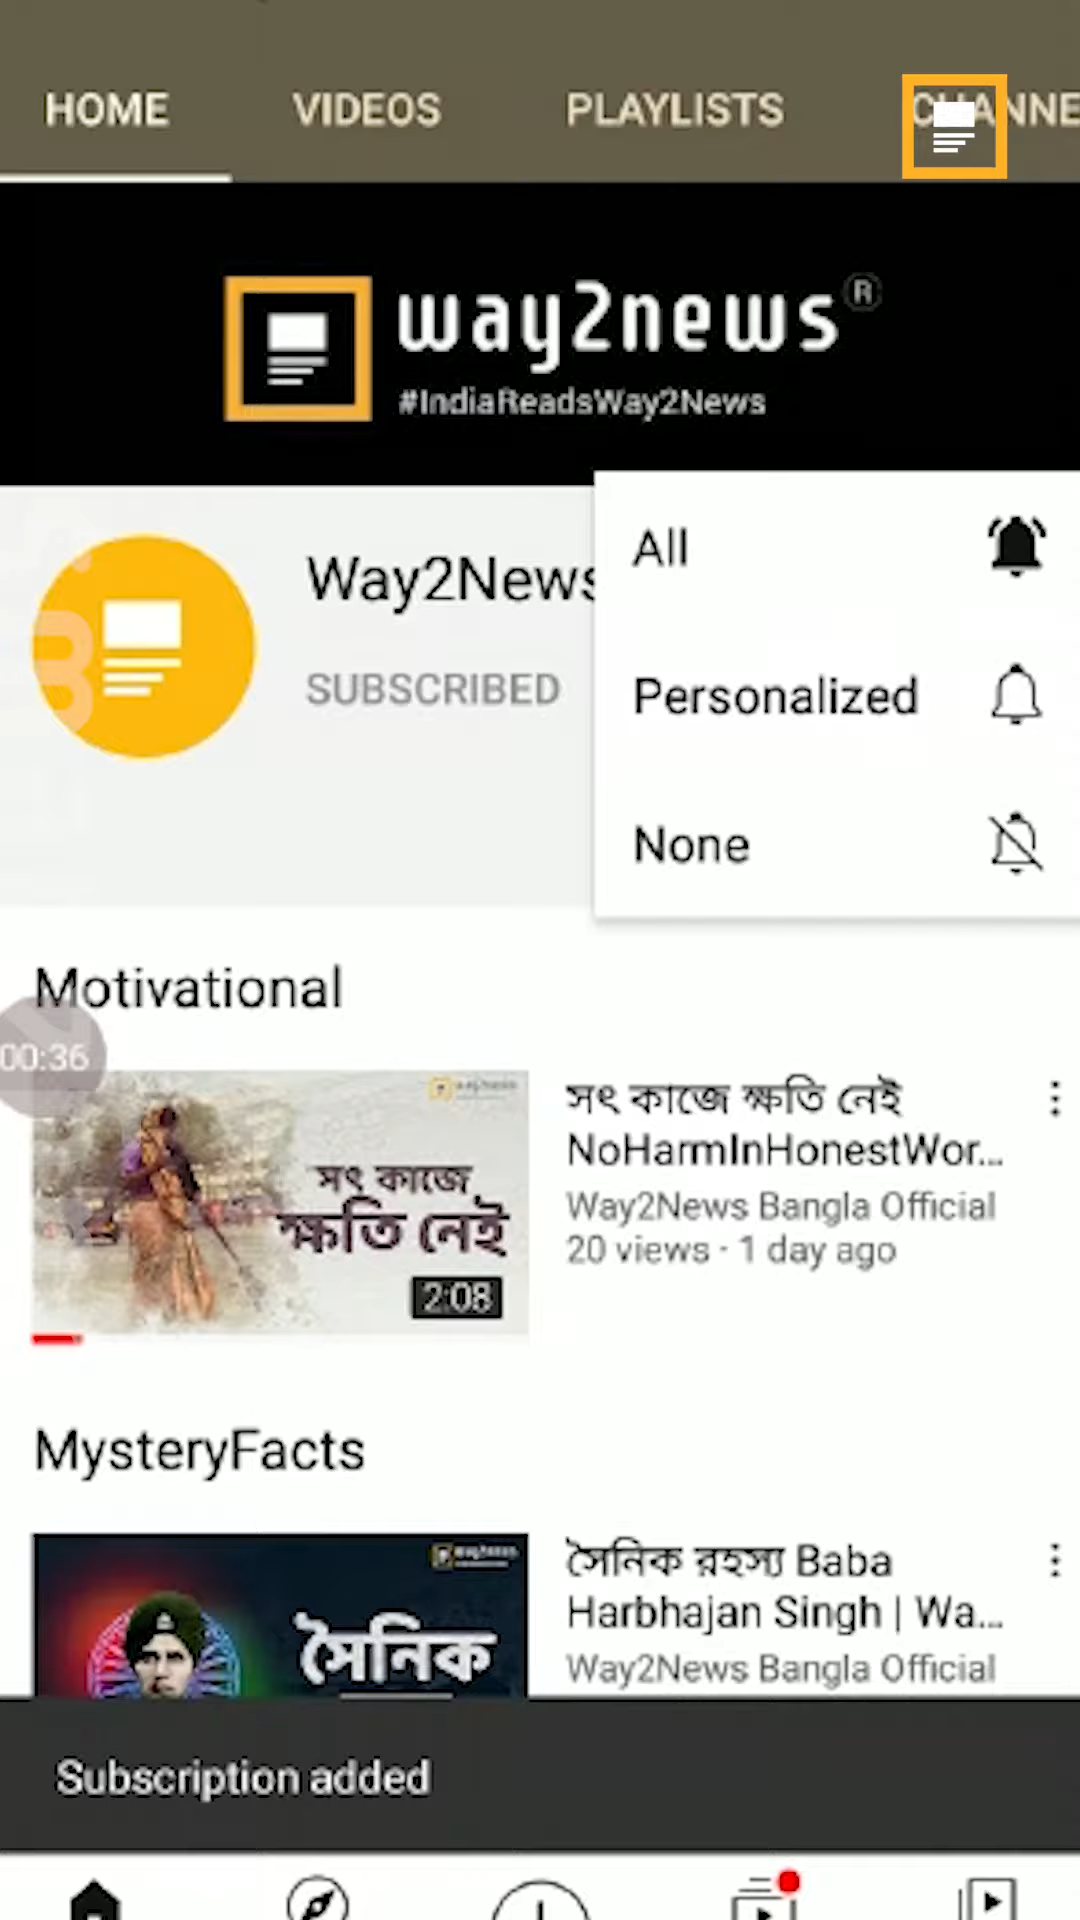 HOME VIDEOS PLAYLISTS CHANNE
way2news®
#IndiaReadsWay2News
All
Way2News
Personalized
SUBSCRIBED
None
Motivational
00:36
সৎ কাজে
ক্ষতি নেই
2:08
সৎ কাজে ক্ষতি নেই
NoHarmInHonestWor...
Way2News Bangla Official
20 views · 1 day ago
MysteryFacts
way2news
সৈনিক
সৈনিক রহস্য Baba
Harbhajan Singh | Wa...
Way2News Bangla Official
Subscription added